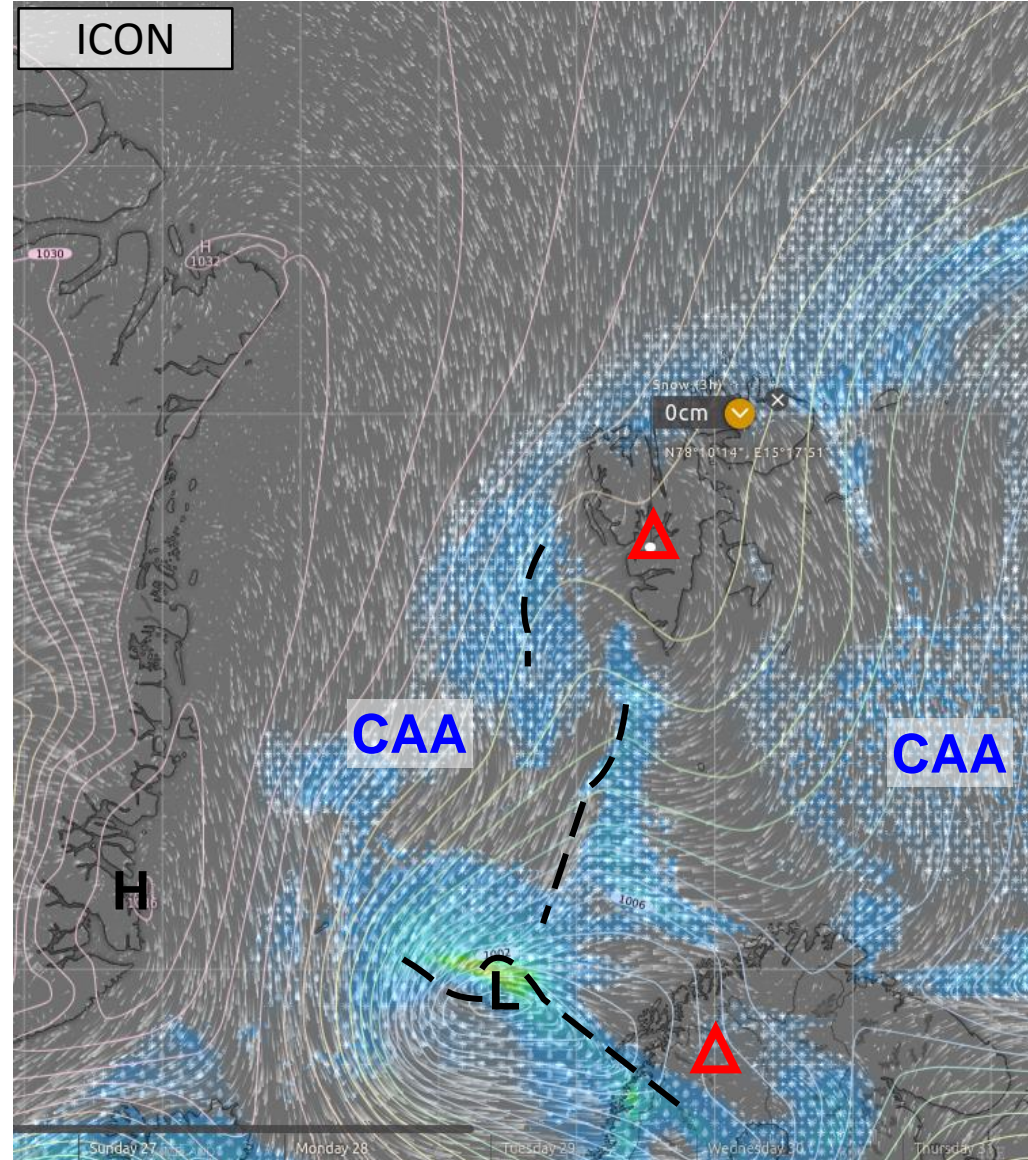 ICON
H
1032
1030
Snow (3h)
0cm
N78°10'14", E15°17'51"
CAA
CAA
H
1006
1002
L
Sunday 27
Monday 28
Tuesday 29
Wednesday 30
Thursday 31